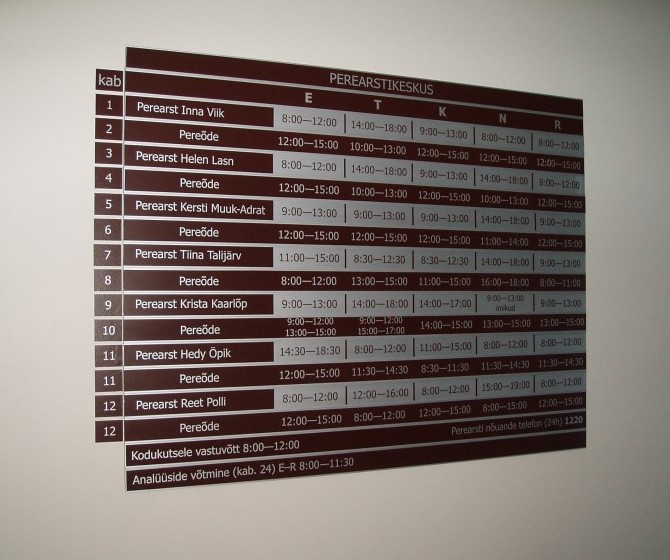 PEREARSTIKESKUS
kab E T K N R
1 Perearst Inna Viik 8:00—12:00 14:00—18:00 9:00—13:00 8:00—12:00 8:00—12:00
2 Pereõde 12:00—15:00 10:00—13:00 12:00—15:00 12:00—15:00 12:00—15:00
3 Perearst Helen Lasn 8:00—12:00 14:00—18:00 9:00—13:00 14:00—18:00 8:00—12:00
4 Pereõde 12:00—15:00 10:00—13:00 12:00—15:00 10:00—13:00 12:00—15:00
5 Perearst Kersti Muuk-Adrat 9:00—13:00 9:00—13:00 9:00—13:00 14:00—18:00 9:00—13:00
6 Pereõde 12:00—15:00 12:00—15:00 12:00—15:00 11:00—14:00 12:00—15:00
7 Perearst Tiina Talijärv 11:00—15:00 8:30—12:30 8:30—12:30 14:00—18:00 9:00—13:00
8 Pereõde 8:00—12:00 13:00—15:00 11:00—15:00 16:00—18:00 8:00—11:00
9 Perearst Krista Kaarlõp 9:00—13:00 14:00—18:00 14:00—17:00 9:00—13:00 imikud 9:00—13:00
10 Pereõde 9:00—12:00 13:00—15:00 9:00—12:00 15:00—17:00 14:00—15:00 13:00—15:00 13:00—15:00
11 Perearst Hedy Õpik 14:30—18:30 8:00—12:00 11:00—15:00 8:00—12:00 8:00—12:00
11 Pereõde 12:00—15:00 11:30—14:30 8:30—11:30 11:30—14:30 11:30—14:30
12 Perearst Reet Polli 8:00—12:00 12:00—16:00 8:00—12:00 15:00—19:00 8:00—12:00
12 Pereõde 12:00—15:00 8:00—12:00 12:00—15:00 8:00—15:00 12:00—15:00
Kodukutsele vastuvõtt 8:00—12:00 Perearsti nõuande telefon (24h) 1220
Analüüside võtmine (kab. 24) E–R 8:00—11:30